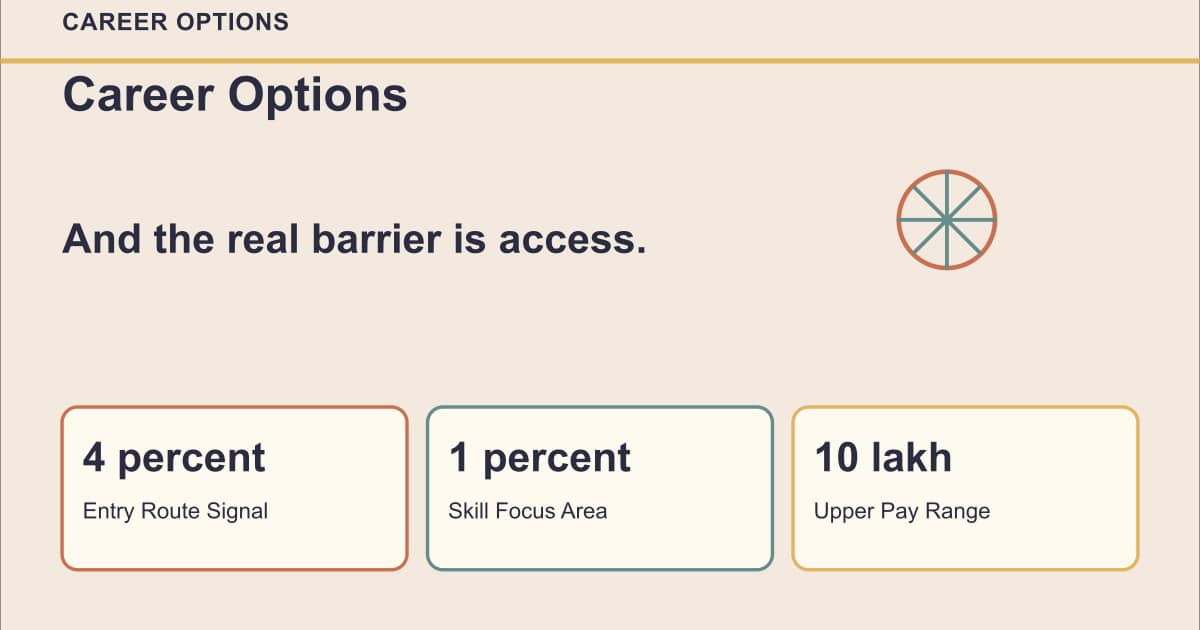 CAREER OPTIONS
Career Options
And the real barrier is access.
4 percent
Entry Route Signal
1 percent
Skill Focus Area
10 lakh
Upper Pay Range